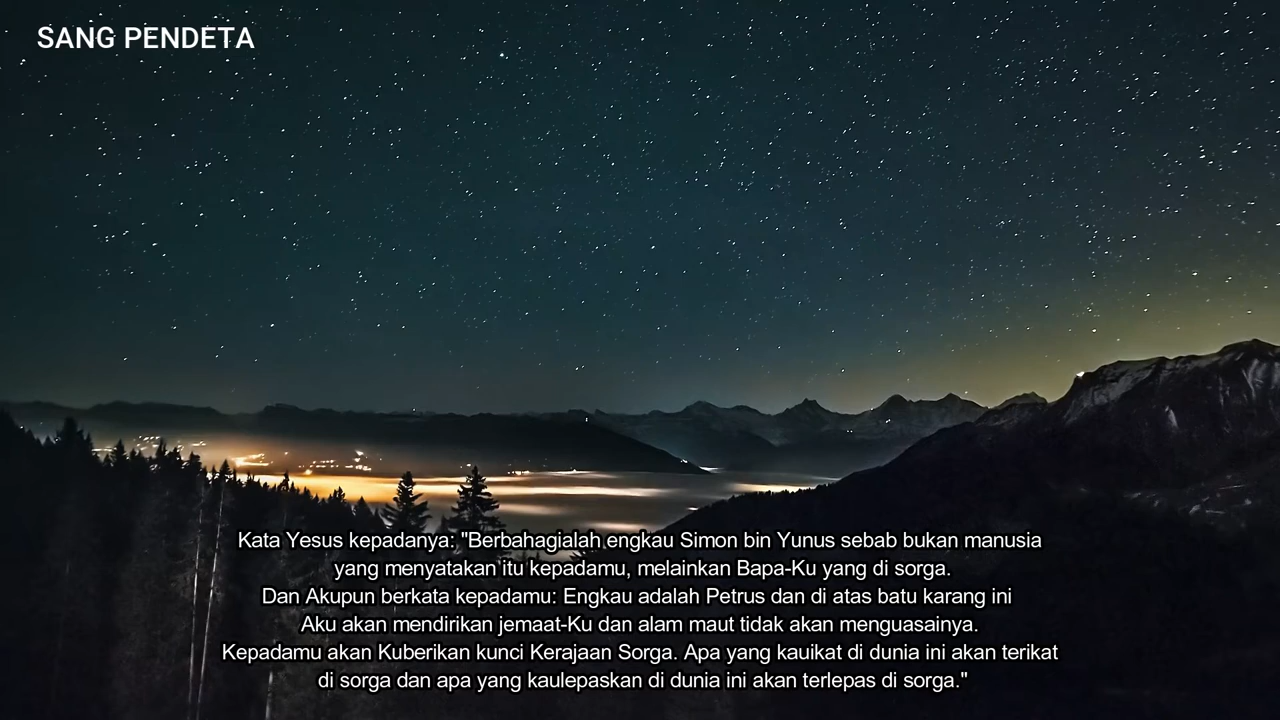 SANG PENDETA
Kata Yesus kepadanya: "Berbahagialah engkau Simon bin Yunus sebab bukan manusia
yang menyatakan itu kepadamu, melainkan Bapa-Ku yang di sorga.
Dan Akupun berkata kepadamu: Engkau adalah Petrus dan di atas batu karang ini
Aku akan mendirikan jemaat-Ku dan alam maut tidak akan menguasainya.
Kepadamu akan Kuberikan kunci Kerajaan Sorga. Apa yang kauikat di dunia ini akan terikat
di sorga dan apa yang kaulepaskan di dunia ini akan terlepas di sorga."